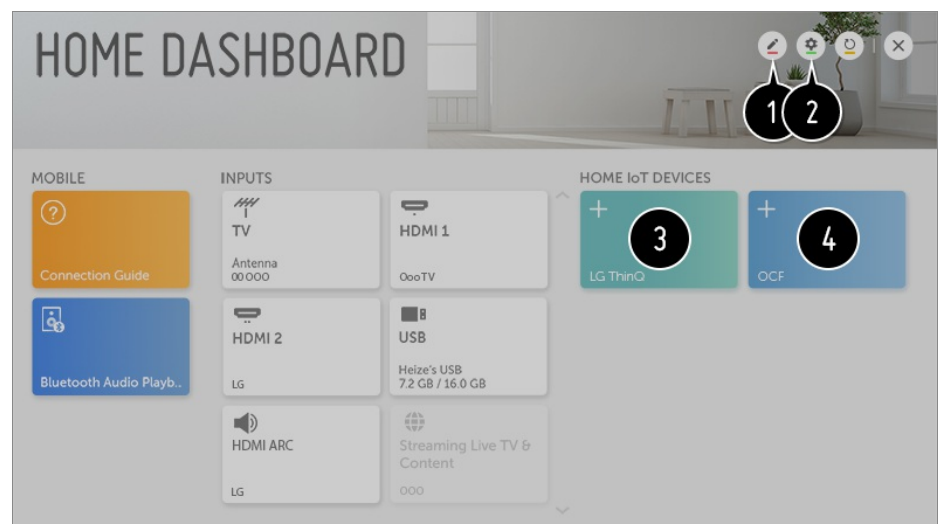 HOME DASHBOARD
1
2
MOBILE
INPUTS
HOME IoT DEVICES
?
Connection Guide
TV
Antenna
00 000
HDMI 1
OooTV
3
LG ThinQ
4
OCF
Bluetooth Audio Playb..
HDMI 2
LG
USB
Heize's USB
7.2 GB / 16.0 GB
HDMI ARC
LG
Streaming Live TV &
Content
000